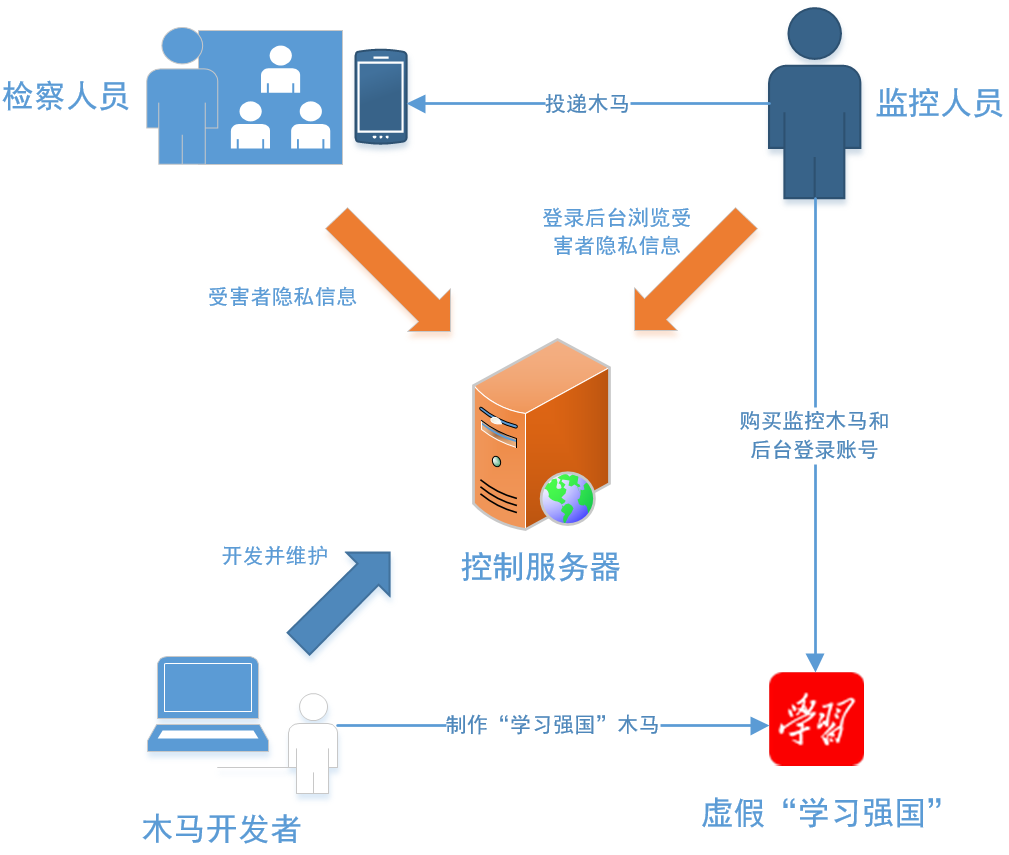 检察人员
投递木马
监控人员
登录后台浏览受
害者隐私信息
受害者隐私信息
购买监控木马和
后台登录账号
开发并维护
控制服务器
制作“学习强国”木马
學習
木马开发者
虚假“学习强国”